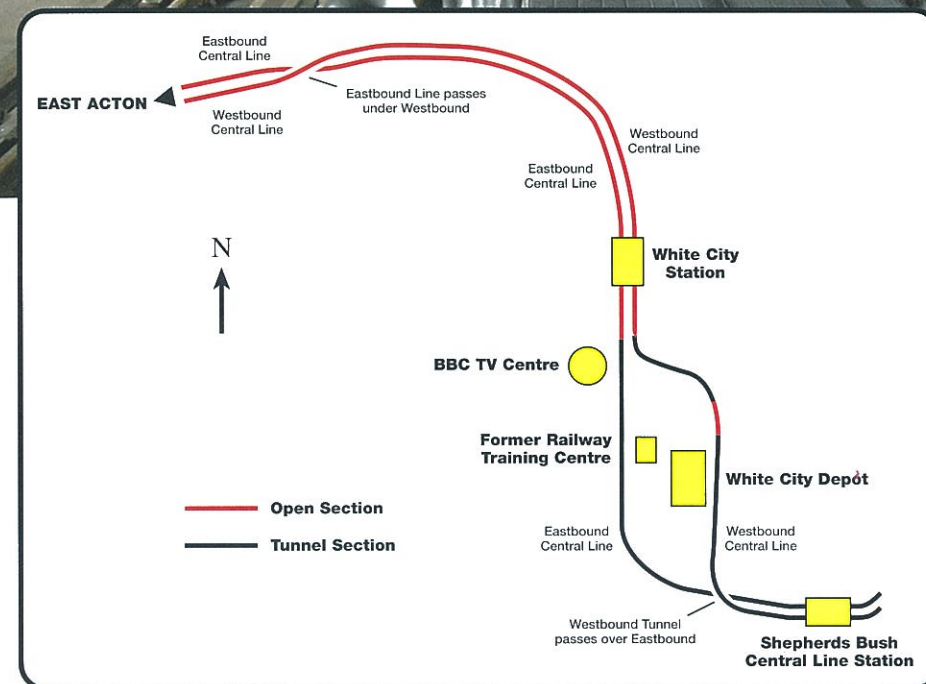 Eastbound
Central Line
EAST ACTON
Westbound
Central Line
Eastbound Line passes
under Westbound
Westbound
Central Line
Eastbound
Central Line
N
White City
Station
BBC TV Centre
Former Railway
Training Centre
White City Depót
Open Section
Tunnel Section
Eastbound
Central Line
Westbound
Central Line
Westbound Tunnel
passes over Eastbound
Shepherds Bush
Central Line Station